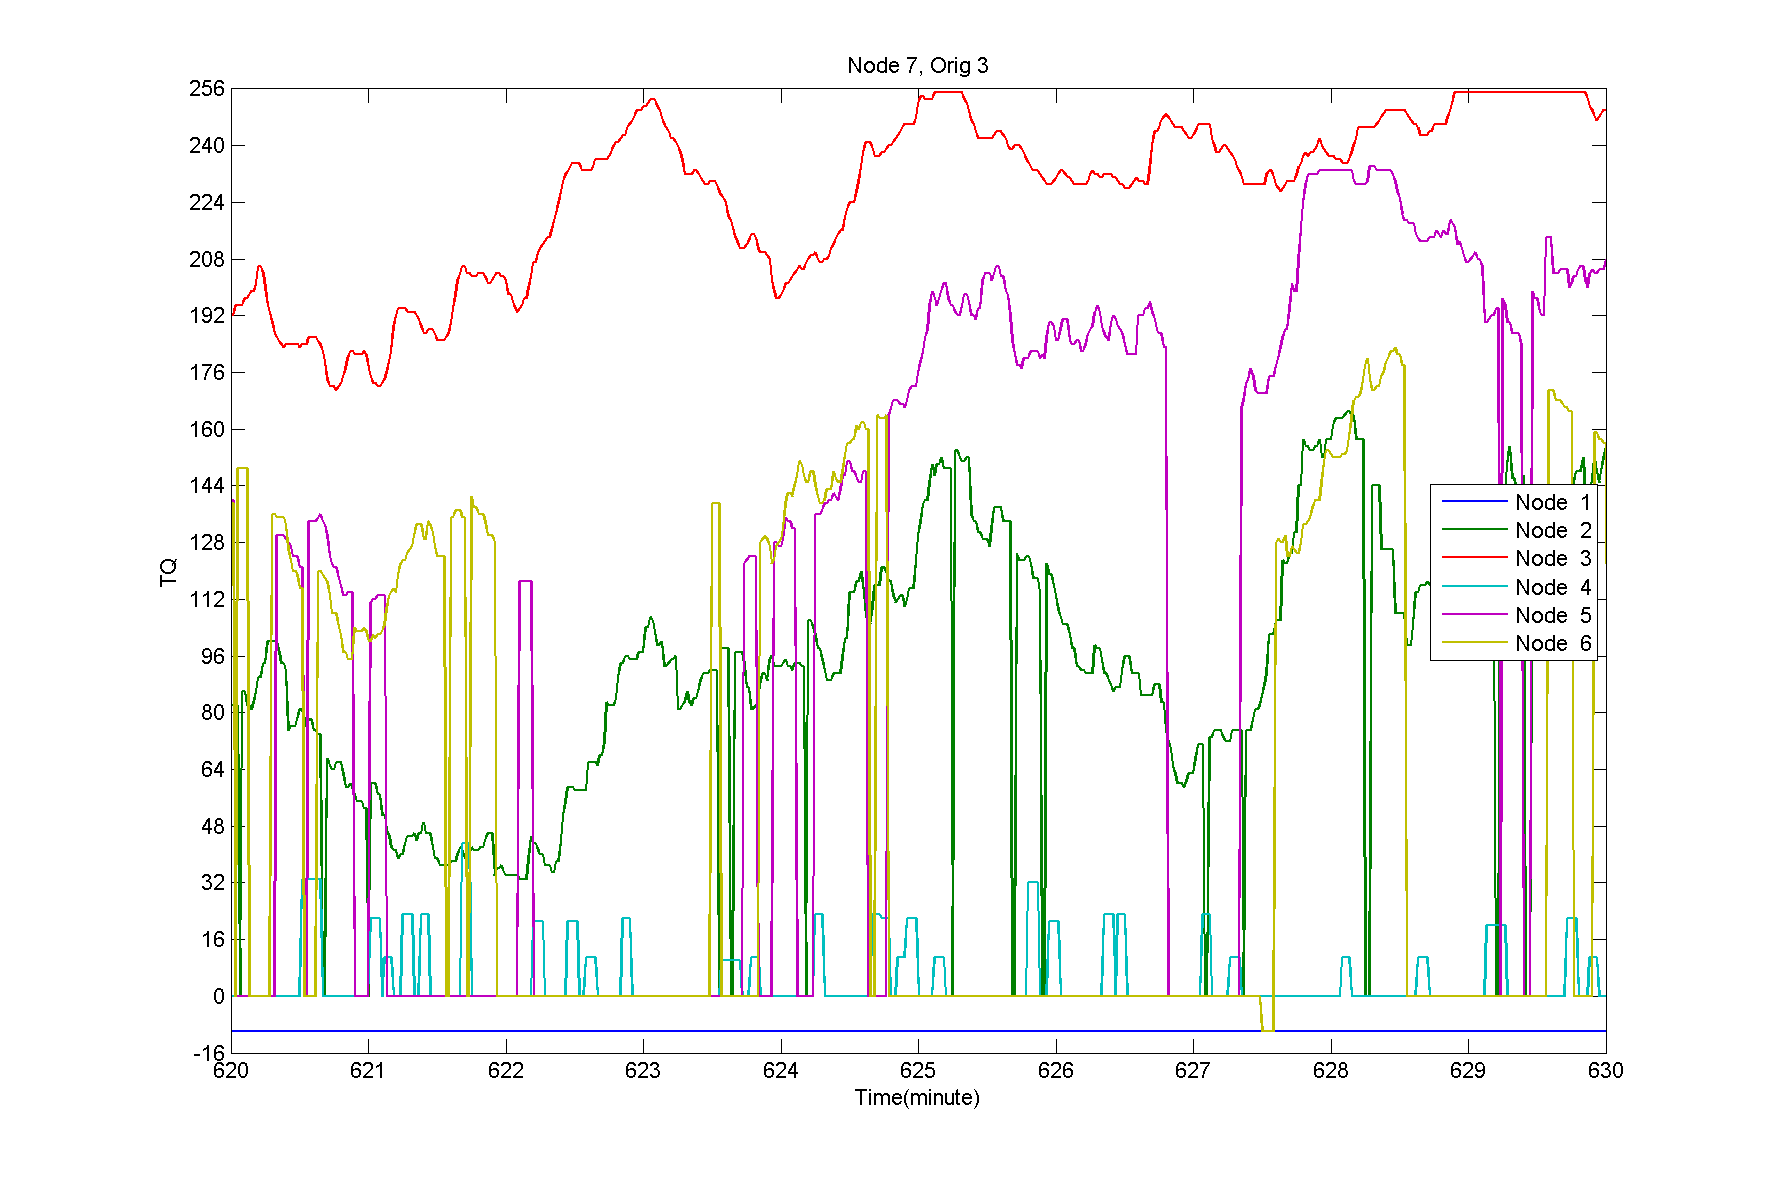 Node 7, Orig 3
256
240
224
208
192
176
160
144
128
112
96
80
64
48
32
16
0
-16
TQ
Node 1
Node 2
Node 3
Node 4
Node 5
Node 6
620 621 622 623 624 625 626 627 628 629 630
Time(minute)